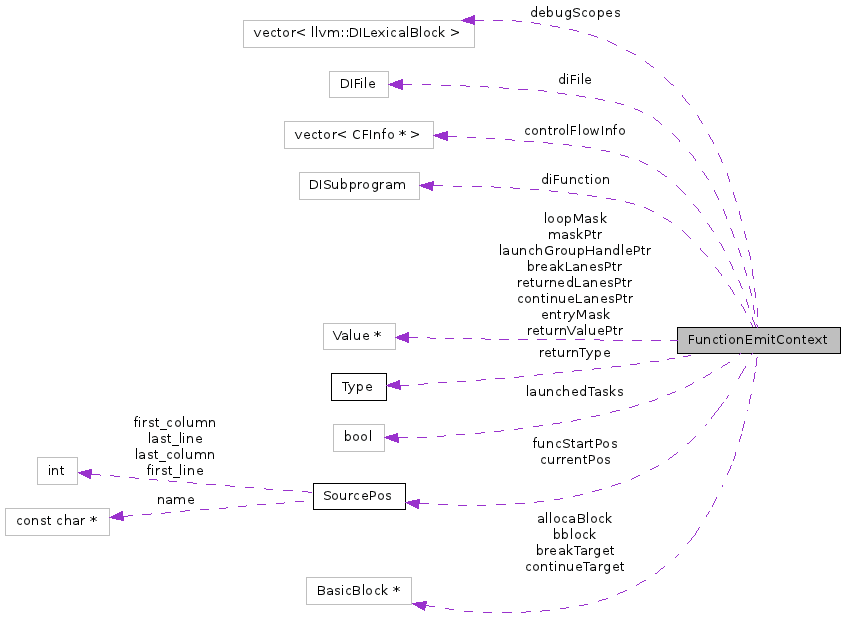 debugScopes
vector< llvm::DILexicalBlock >
diFile
DIFile
controlFlowInfo
vector< CFInfo * >
diFunction
DISubprogram
loopMask
maskPtr
launchGroupHandlePtr
breakLanesPtr
returnedLanesPtr
continueLanesPtr
entryMask
returnValuePtr
Value *
FunctionEmitContext
returnType
Type
launchedTasks
bool
first_column
last_line
last_column
first_line
int
funcStartPos
currentPos
SourcePos
name
const char *
allocaBlock
bblock
breakTarget
continueTarget
BasicBlock *